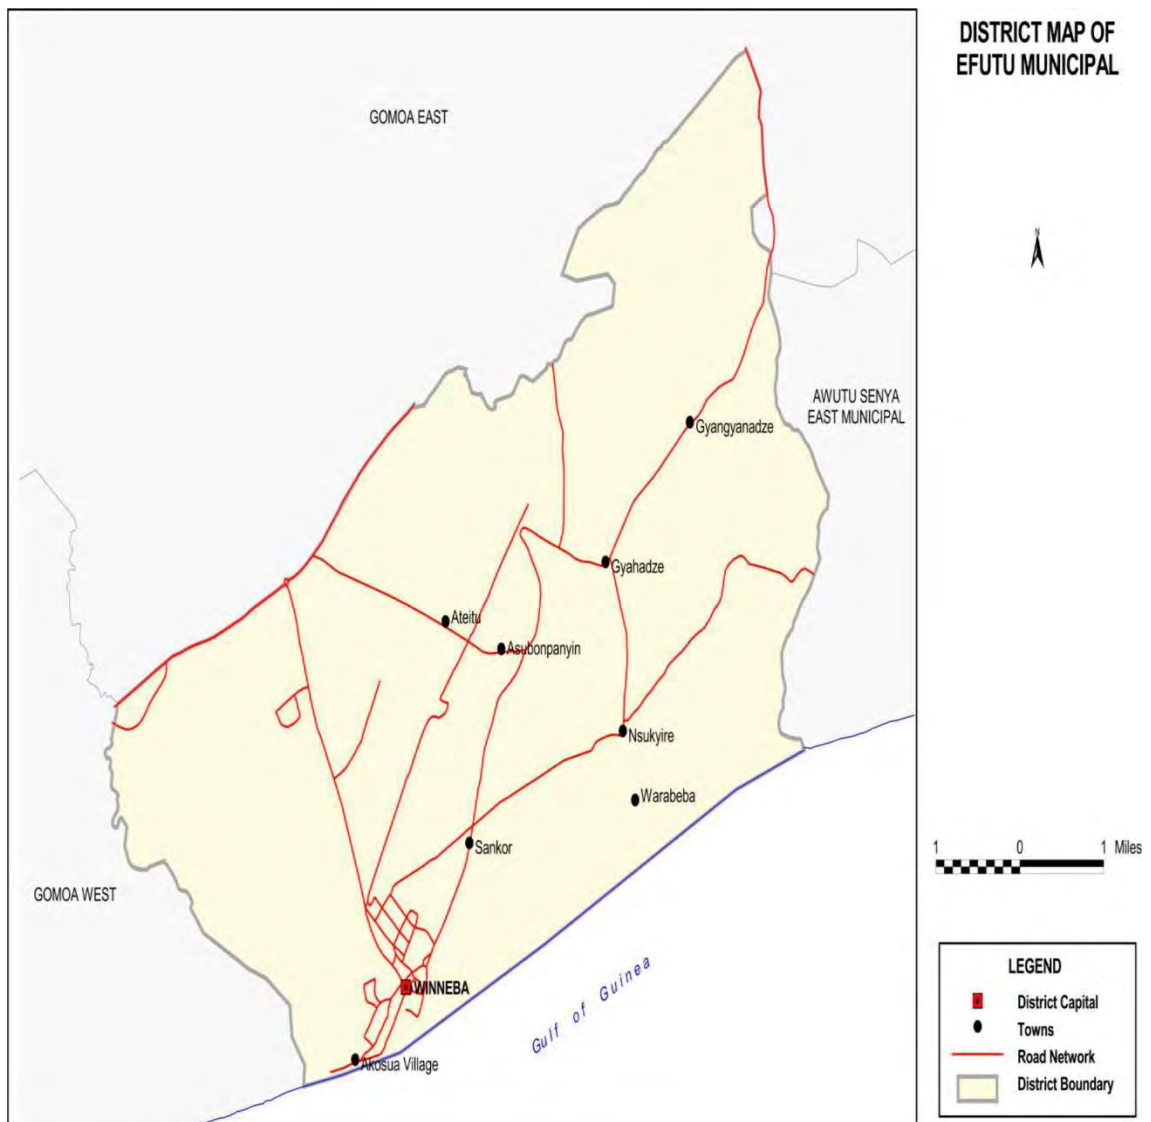 DISTRICT MAP OF
EFUTU MUNICIPAL
GOMOA EAST
N
AWUTU SENYA
EAST MUNICIPAL
Gyangyanadze
Gyahadze
Ateitu
Asubonpanyin
Nsukyire
Warabeba
Sankor
GOMOA WEST
WINNEBA
Akosua Village
Gulf of Guinea
1 0 1 Miles
LEGEND
District Capital
Towns
Road Network
District Boundary